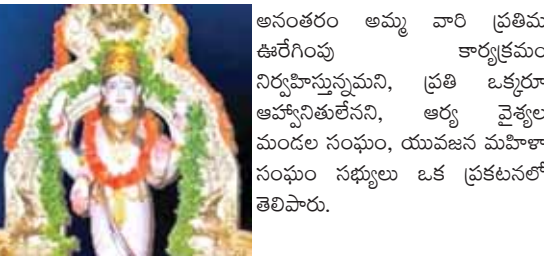 అనంతరం అమ్మ వారి ప్రతిమ
ఊరేగింపు కార్యక్రమం
నిర్వహిస్తున్నమని, ప్రతి ఒక్కరూ
ఆహ్వానితులేనని, ఆర్య వైశ్యల
మండల సంఘం, యువజన మహిళా
సంఘం సభ్యులు ఒక ప్రకటనలో
తెలిపారు.